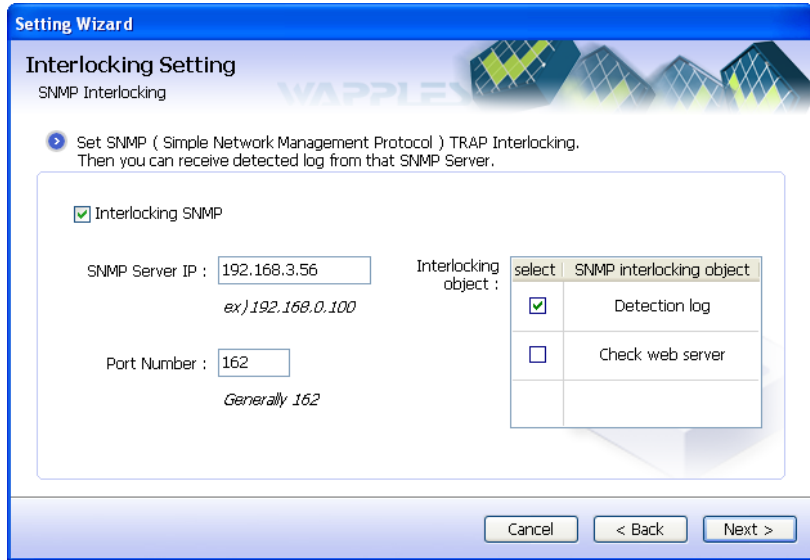 Setting Wizard
Interlocking Setting
SNMP Interlocking
WAPPLES
Set SNMP ( Simple Network Management Protocol ) TRAP Interlocking.
Then you can receive detected log from that SNMP Server.
Interlocking SNMP
SNMP Server IP : 192.168.3.56
ex)192.168.0.100
Port Number : 162
Generally 162
Interlocking
object :
select SNMP interlocking object
Detection log
Check web server
Cancel < Back Next >